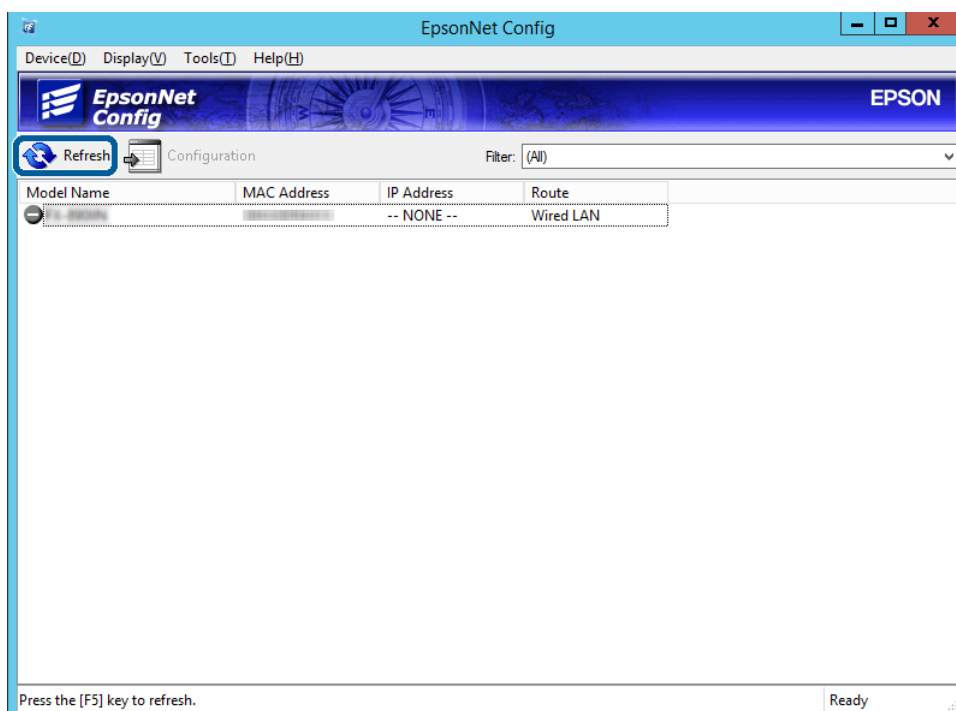 EpsonNet Config
Device(D) Display(V) Tools(T) Help(H)
EpsonNet
Config
EPSON
Refresh Configuration Filter: (All)
Model Name MAC Address IP Address Route
-- NONE -- Wired LAN
Press the [F5] key to refresh. Ready